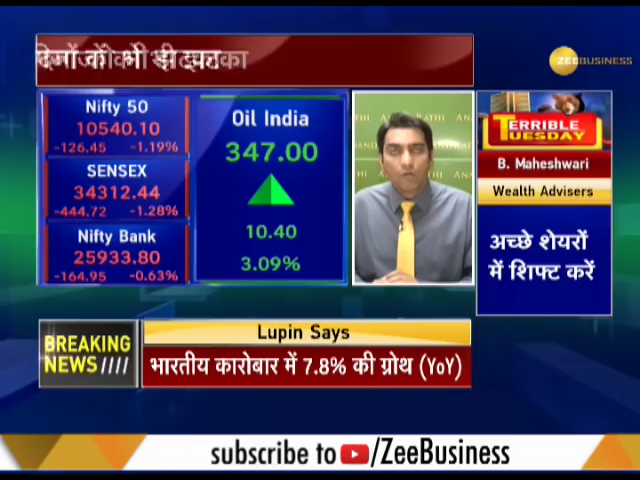 ZEEBUSINESS
Nifty 50
10540.10
-126.45 -1.19%
SENSEX
34312.44
-444.72 -1.28%
Nifty Bank
25933.80
-164.95 -0.63%
Oil India
347.00
10.40
3.09%
ANAND RATHI
TERRIBLE
TUESDAY
B. Maheshwari
Wealth Advisers
अच्छे शेयरों
में शिफ्ट करें
BREAKING
NEWS ////
Lupin Says
भारतीय कारोबार में 7.8% की ग्रोथ (YoY)
subscribe to /ZeeBusiness